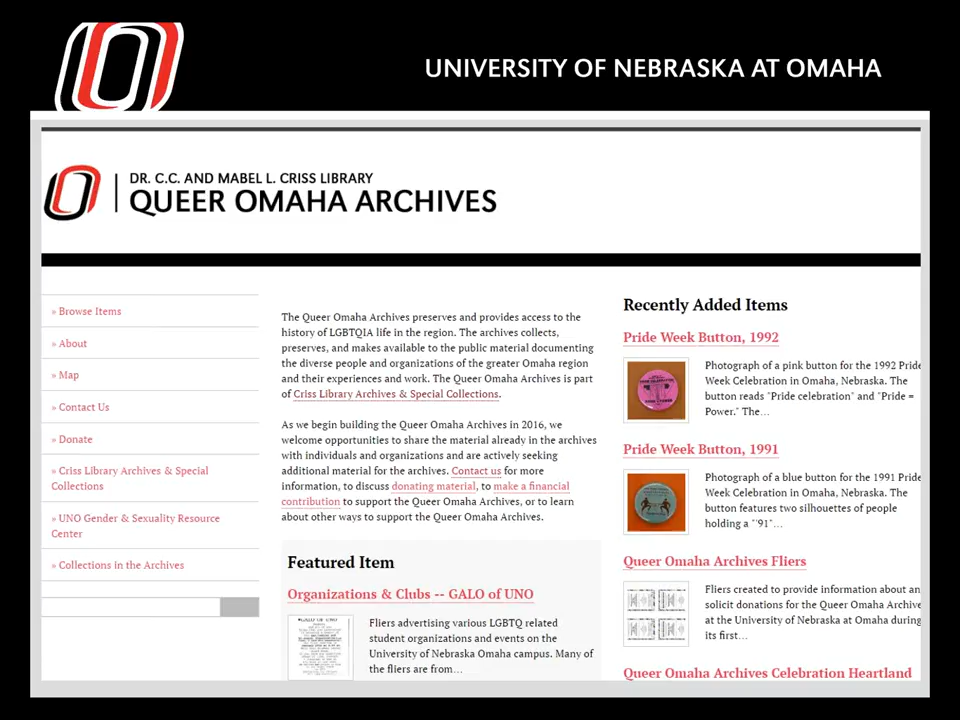 UNIVERSITY OF NEBRASKA AT OMAHA
DR. C.C. AND MABEL L. CRISS LIBRARY
QUEER OMAHA ARCHIVES
» Browse Items
» About
» Map
» Contact Us
» Donate
» Criss Library Archives & Special
Collections
» UNO Gender & Sexuality Resource
Center
» Collections in the Archives
The Queer Omaha Archives preserves and provides access to the
history of LGBTQIA life in the region. The archives collects,
preserves, and makes available to the public material documenting
the diverse people and organizations of the greater Omaha region
and their experiences and work. The Queer Omaha Archives is part
of Criss Library Archives & Special Collections.
As we begin building the Queer Omaha Archives in 2016, we
welcome opportunities to share the material already in the archives
with individuals and organizations and are actively seeking
additional material for the archives. Contact us for more
information, to discuss donating material, to make a financial
contribution to support the Queer Omaha Archives, or to learn
about other ways to support the Queer Omaha Archives.
Featured Item
Organizations & Clubs -- GALO of UNO
Fliers advertising various LGBTQ related
student organizations and events on the
University of Nebraska Omaha campus. Many of
the fliers are from...
Recently Added Items
Pride Week Button, 1992
Photograph of a pink button for the 1992 Pride
Week Celebration in Omaha, Nebraska. The
button reads "Pride celebration" and "Pride =
Power." The...
Pride Week Button, 1991
Photograph of a blue button for the 1991 Pride
Week Celebration in Omaha, Nebraska. The
button features two silhouettes of people
holding a "'91"...
Queer Omaha Archives Fliers
Fliers created to provide information about an
solicit donations for the Queer Omaha Archive
at the University of Nebraska at Omaha during
its first...
Queer Omaha Archives Celebration Heartland